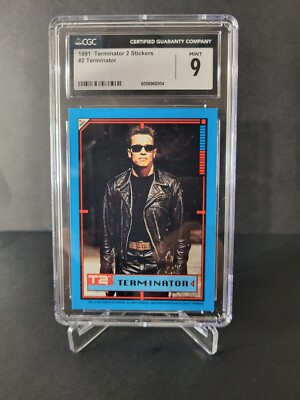 CGC
CERTIFIED GUARANTY COMPANY
1991 Terminator 2 Stickers
#2 Terminator
MINT
9
T2
TERMINATOR